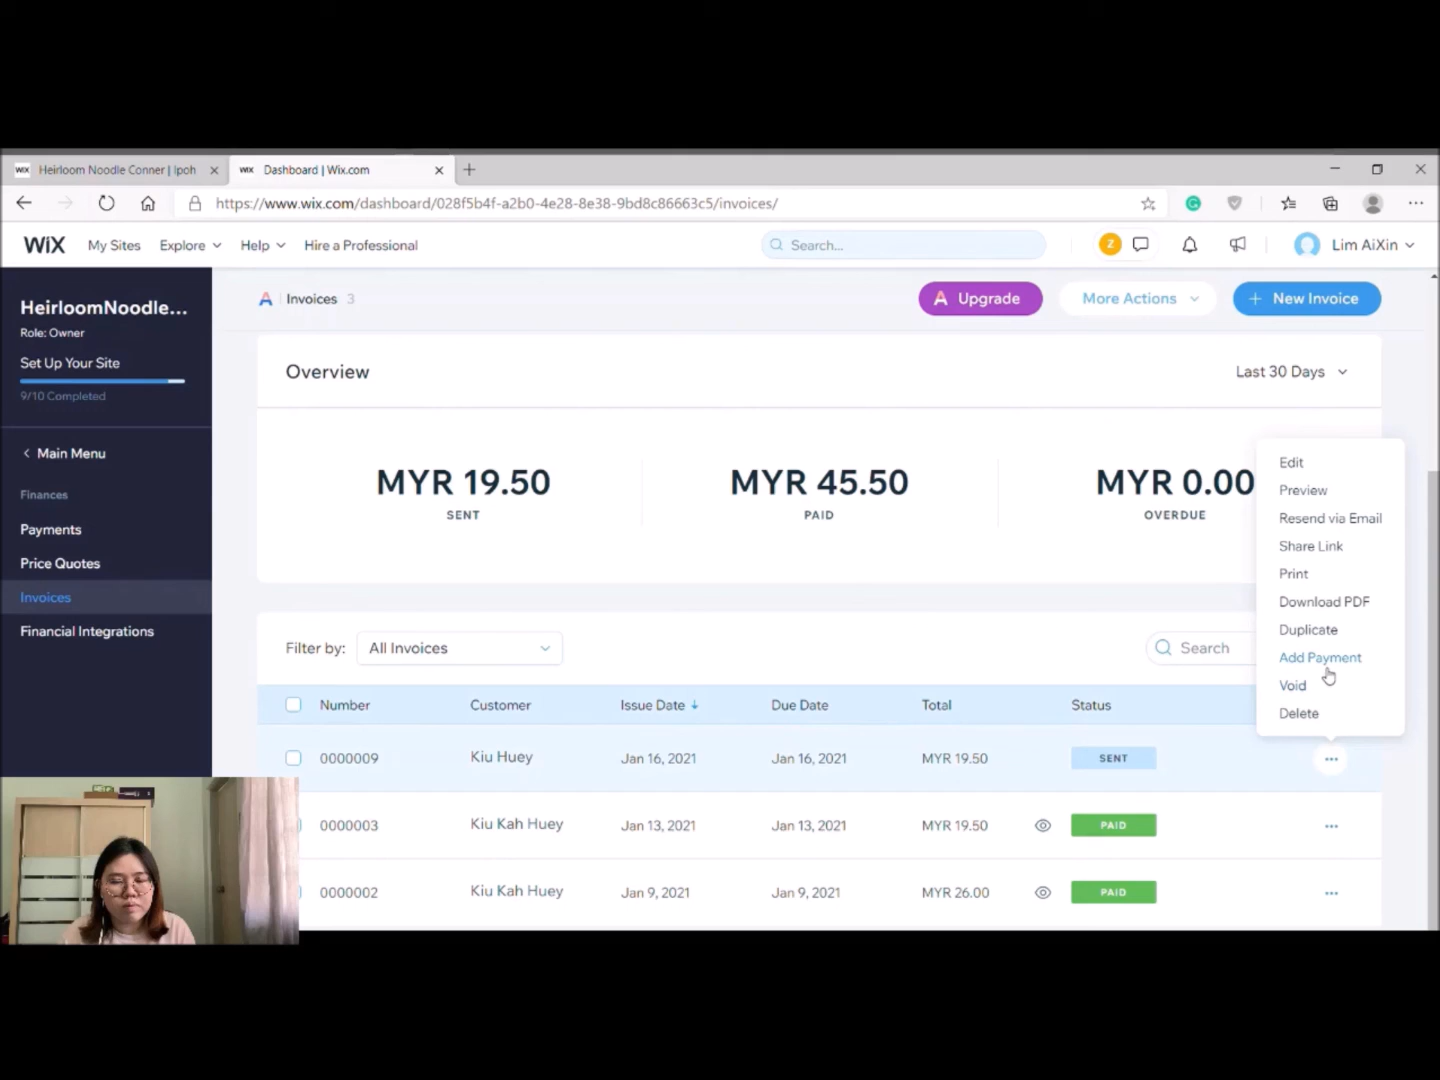 WiX Heirloom Noodle Conner | Ipoh
WiX Dashboard | Wix.com
https://www.wix.com/dashboard/028f5b4f-a2b0-4e28-8e38-9bd8c86663c5/invoices/
WiX My Sites Explore Help Hire a Professional Search... Z Lim AiXin
HeirloomNoodle...
Role: Owner
Set Up Your Site
9/10 Completed
Main Menu
Finances
Payments
Price Quotes
Invoices
Financial Integrations
Invoices 3 Upgrade More Actions + New Invoice
Overview Last 30 Days
MYR 19.50 MYR 45.50 MYR 0.00
SENT PAID OVERDUE
Edit
Preview
Resend via Email
Share Link
Print
Download PDF
Duplicate
Add Payment
Void
Delete
Filter by: All Invoices Search
Number Customer Issue Date Due Date Total Status
0000009 Kiu Huey Jan 16, 2021 Jan 16, 2021 MYR 19.50 SENT
0000003 Kiu Kah Huey Jan 13, 2021 Jan 13, 2021 MYR 19.50 PAID
0000002 Kiu Kah Huey Jan 9, 2021 Jan 9, 2021 MYR 26.00 PAID